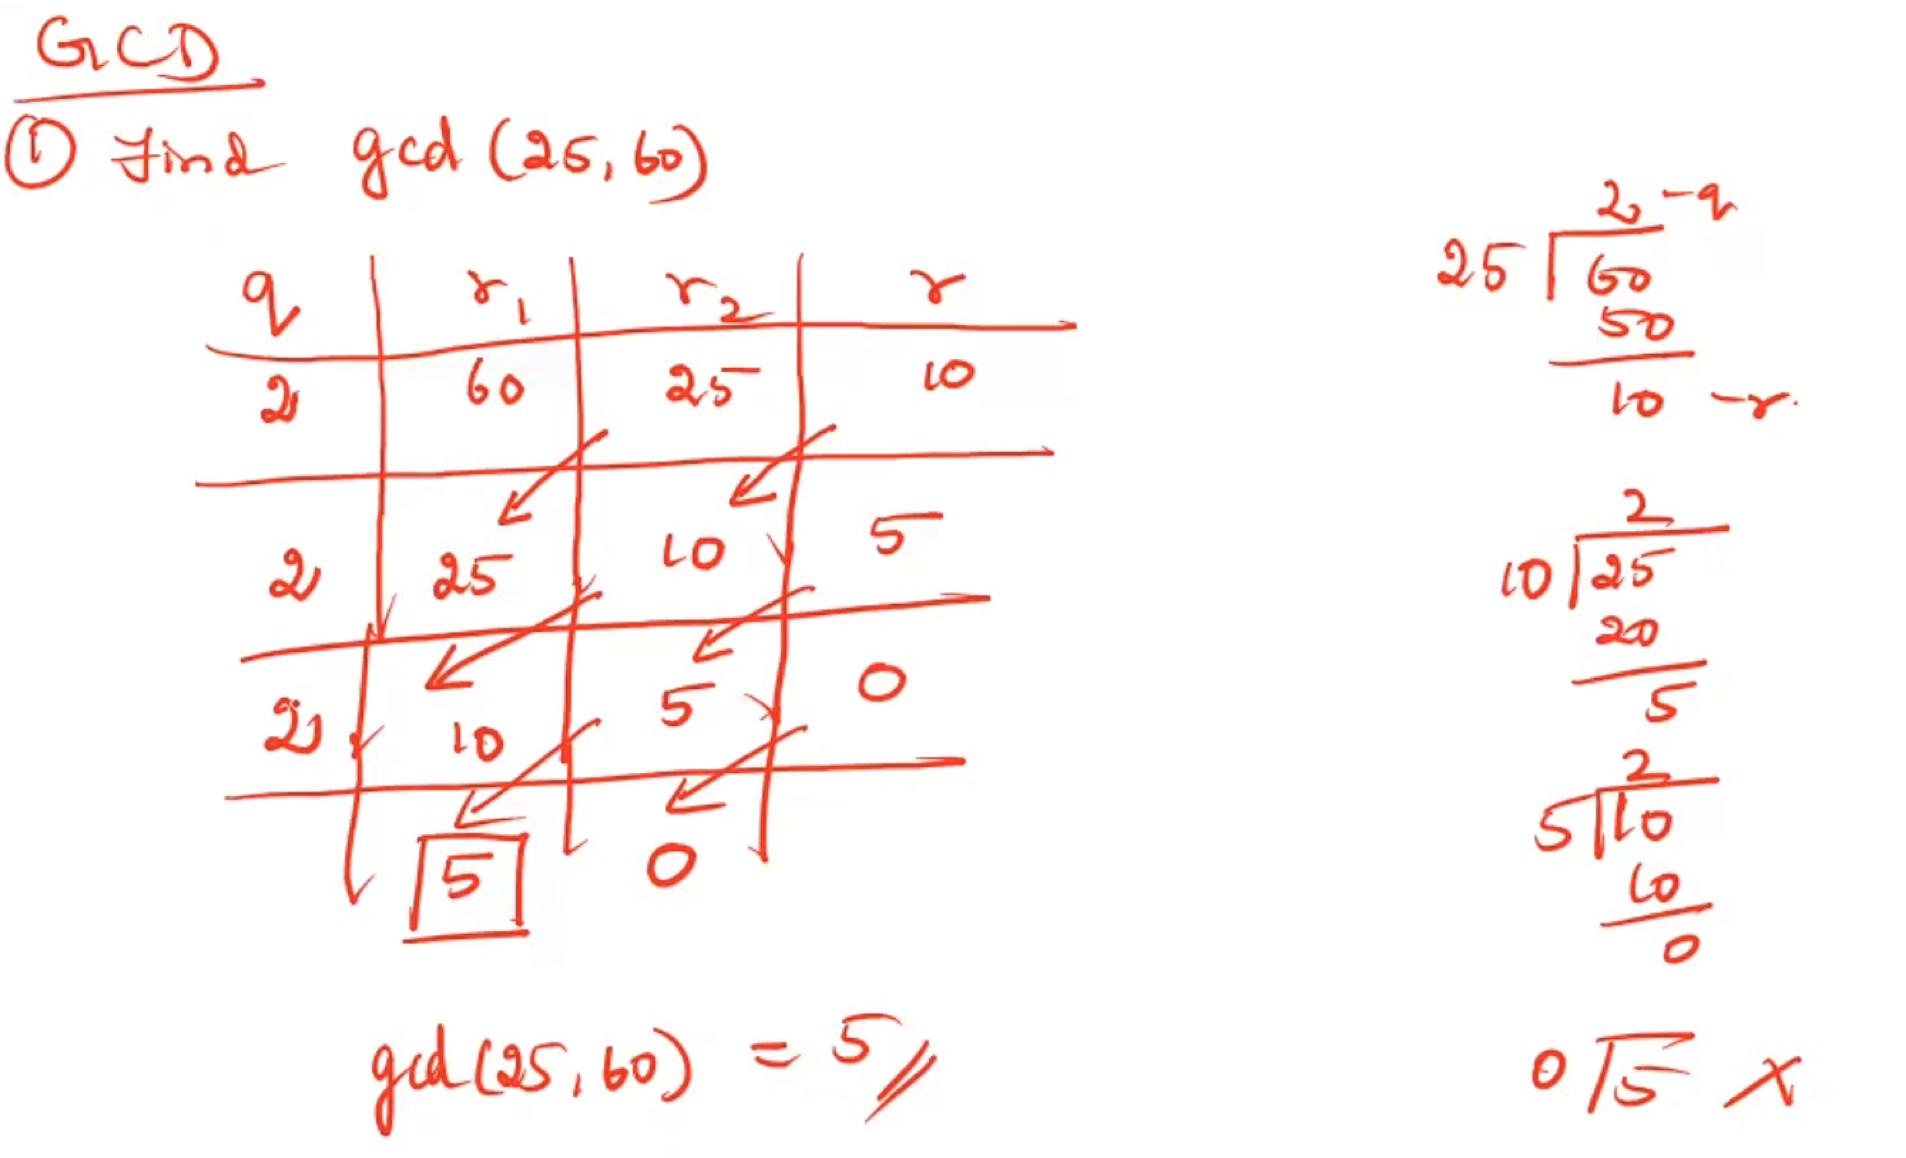 GCD
① Find gcd (25, 60)
q r₁ r₂ r
2 60 25 10
2 25 10 5
2 10 5 0
5 0
gcd(25, 60) = 5
2 - q
25 60
50
10 - r.
2
10 25
20
5
2
5 10
10
0
0 5 x